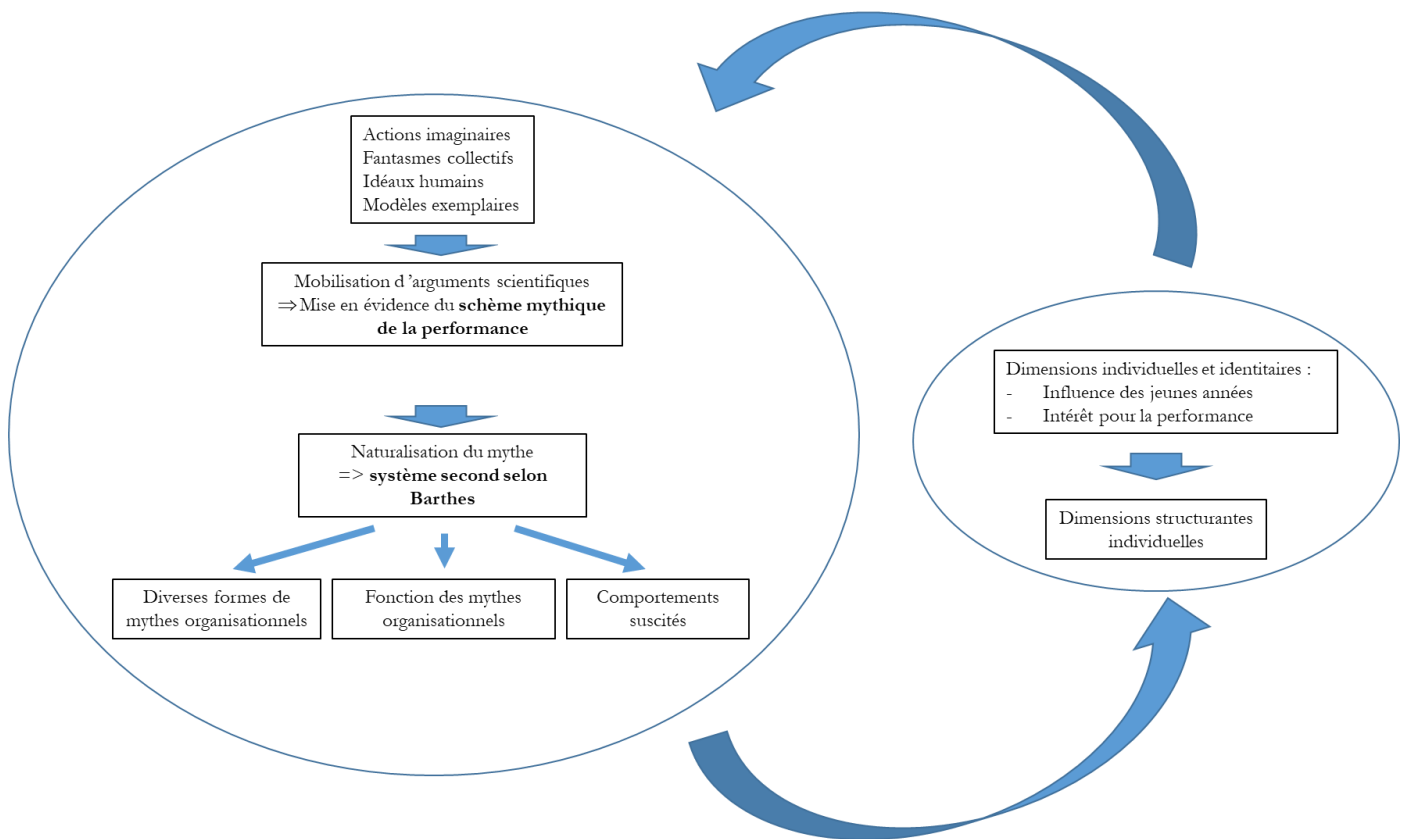 Actions imaginaires
Fantasmes collectifs
Idéaux humains
Modèles exemplaires
Mobilisation d’arguments scientifiques
⇒ Mise en évidence du schème mythique
de la performance
Naturalisation du mythe
=> système second selon
Barthes
Diverses formes de
mythes organisationnels
Fonction des mythes
organisationnels
Comportements
suscités
Dimensions individuelles et identitaires :
- Influence des jeunes années
- Intérêt pour la performance
Dimensions structurantes
individuelles